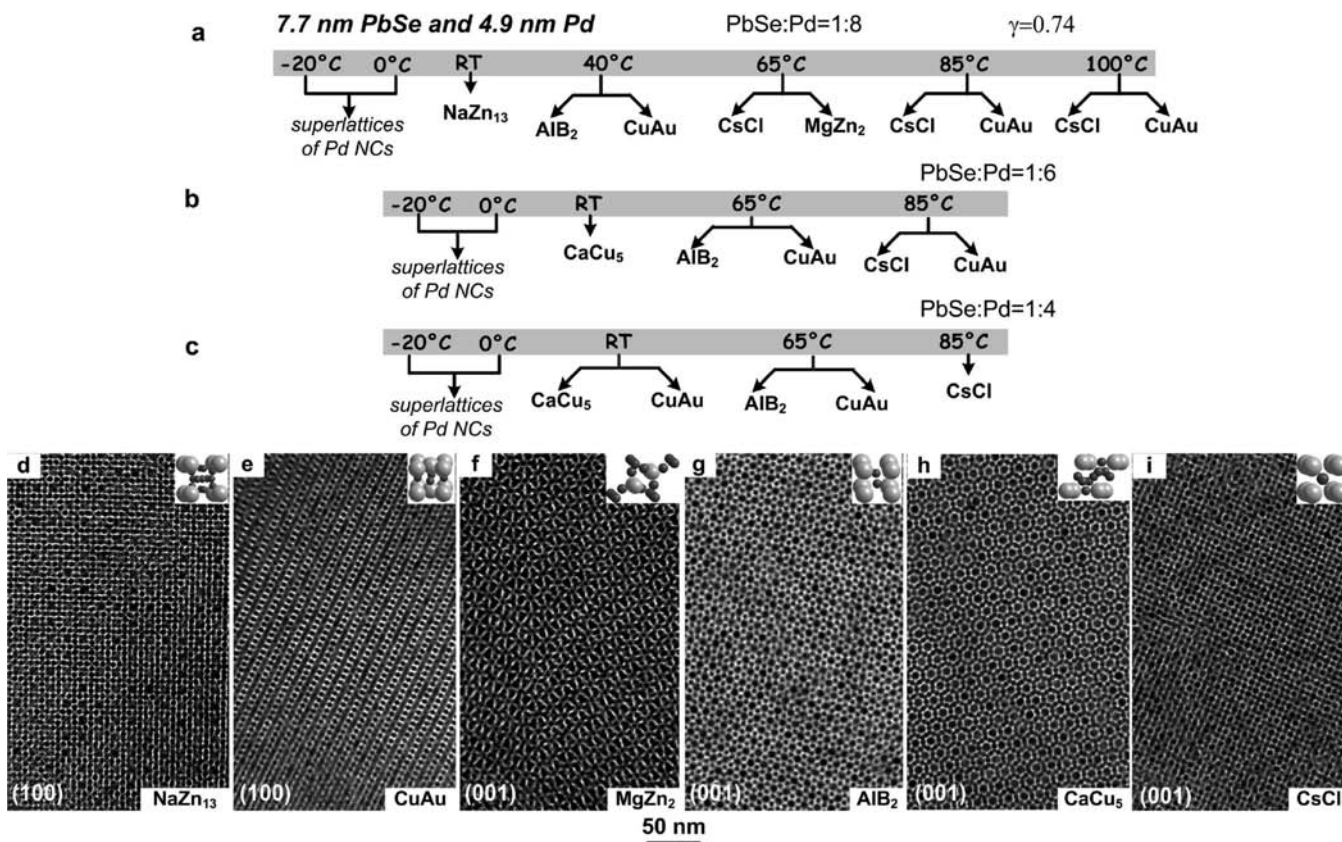 a
7.7 nm PbSe and 4.9 nm Pd PbSe:Pd=1:8 γ=0.74
-20°C 0°C RT 40°C 65°C 85°C 100°C
superlattices
of Pd NCs
NaZn₁₃
AlB₂ CuAu CsCl MgZn₂ CsCl CuAu CsCl CuAu
PbSe:Pd=1:6
b
-20°C 0°C RT 65°C 85°C
superlattices
of Pd NCs
CaCu₅ AlB₂ CuAu CsCl CuAu
PbSe:Pd=1:4
c
-20°C 0°C RT 65°C 85°C
superlattices
of Pd NCs
CaCu₅ CuAu AlB₂ CuAu CsCl
d e f g h i
(100) NaZn₁₃ (100) CuAu (001) MgZn₂ (001) AlB₂ (001) CaCu₅ (001) CsCl
50 nm